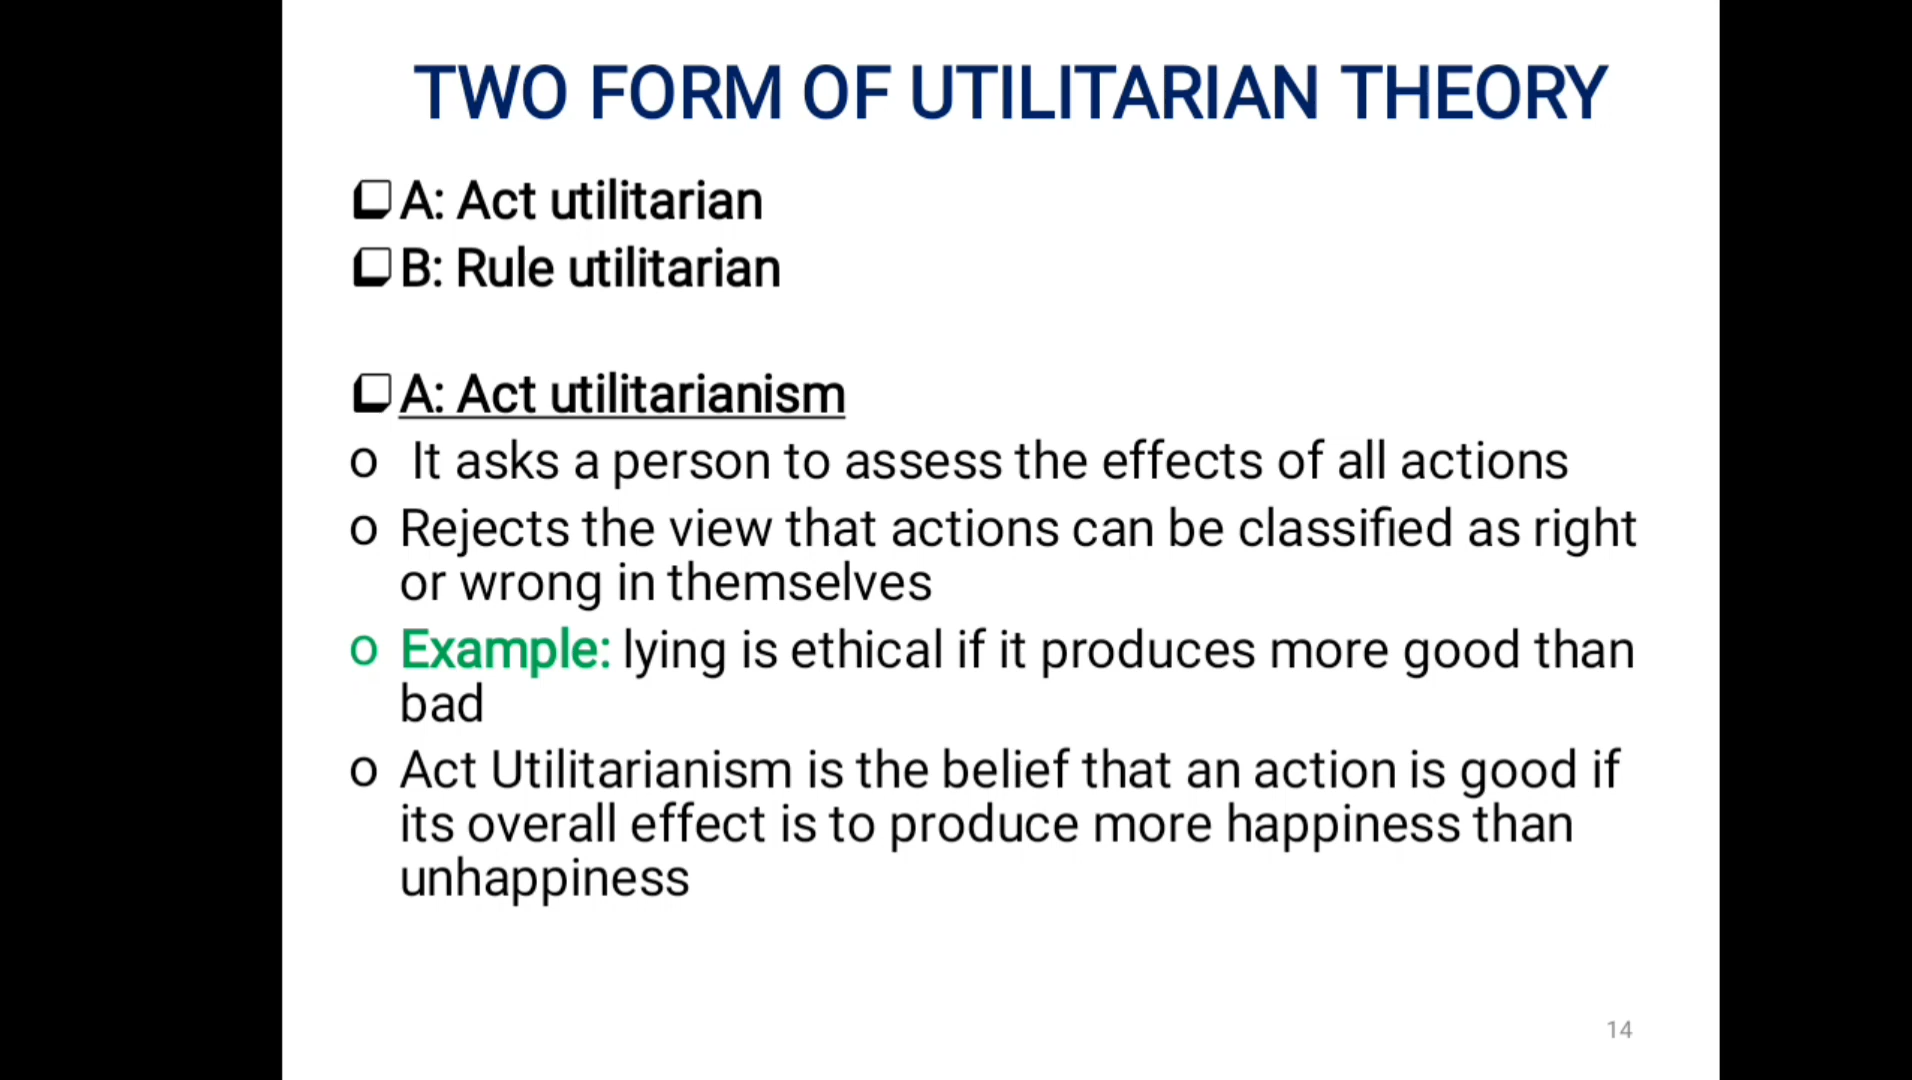 TWO FORM OF UTILITARIAN THEORY
A: Act utilitarian
B: Rule utilitarian
A: Act utilitarianism
o It asks a person to assess the effects of all actions
o Rejects the view that actions can be classified as right
or wrong in themselves
o Example: lying is ethical if it produces more good than
bad
o Act Utilitarianism is the belief that an action is good if
its overall effect is to produce more happiness than
unhappiness
14